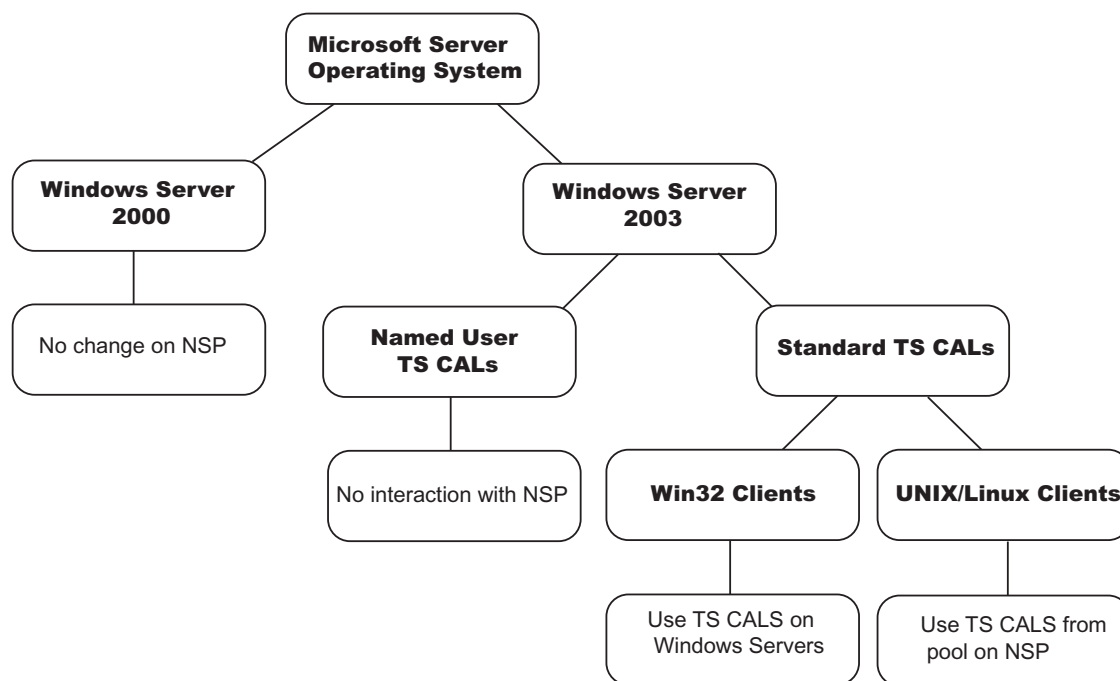 Microsoft Server
Operating System
Windows Server
2000
Windows Server
2003
No change on NSP
Named User
TS CALs
Standard TS CALs
No interaction with NSP
Win32 Clients
UNIX/Linux Clients
Use TS CALS on
Windows Servers
Use TS CALS from
pool on NSP